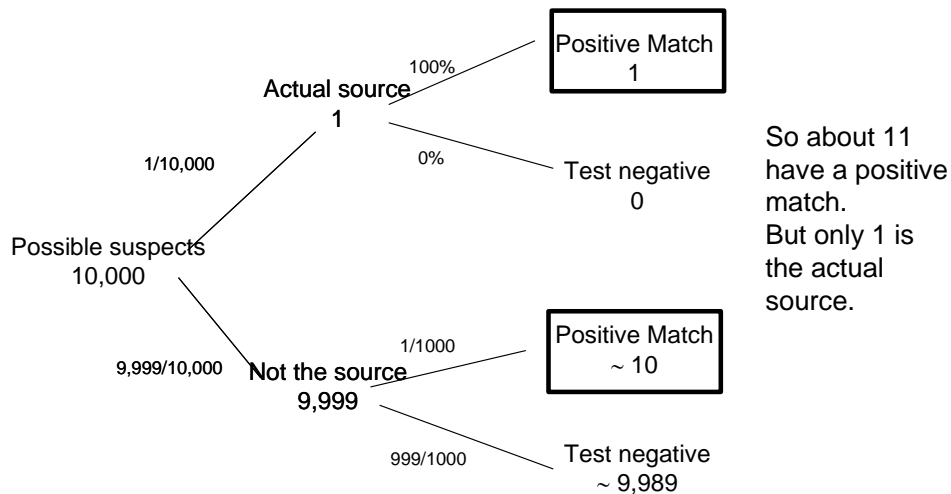 Positive Match
1
100%
Actual source
1
0%
Test negative
0
So about 11
have a positive
match.
But only 1 is
the actual
source.
1/10,000
Possible suspects
10,000
9,999/10,000
Not the source
9,999
1/1000
Positive Match
~ 10
999/1000
Test negative
~ 9,989